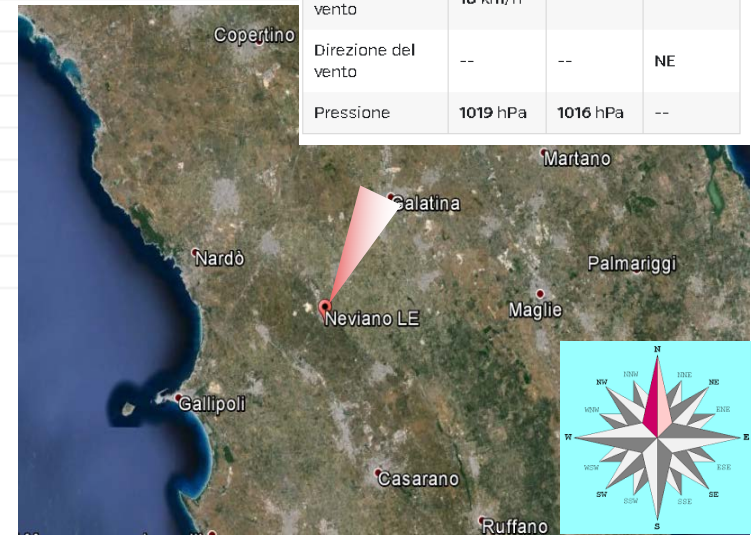 vento
Direzione del vento -- -- NE
Pressione 1019 hPa 1016 hPa --
Copertino
Martano
Galatina
Nardò
Palmariggi
Neviano LE
Maglie
Gallipoli
Casarano
Ruffano
N
NNW NNE
NW NE
WNW ENE
W E
WSW ESE
SW SE
SSW SSE
S